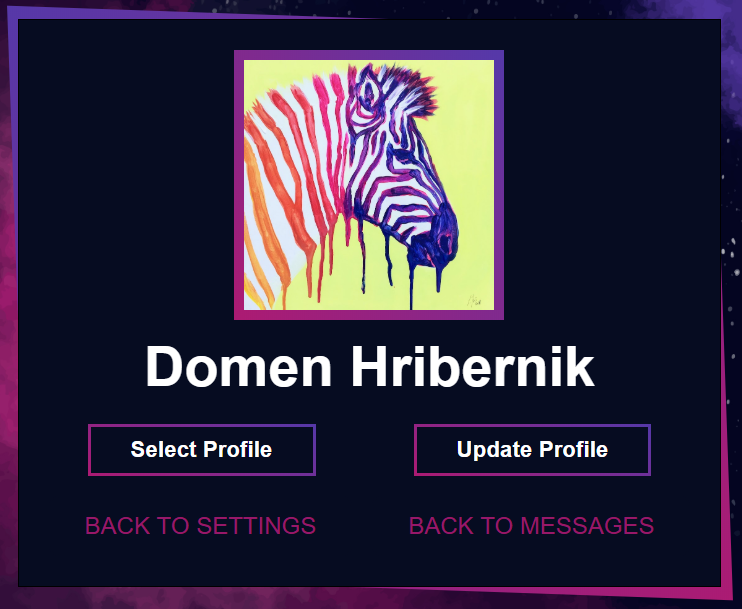 Domen Hribernik
Select Profile
Update Profile
BACK TO SETTINGS
BACK TO MESSAGES